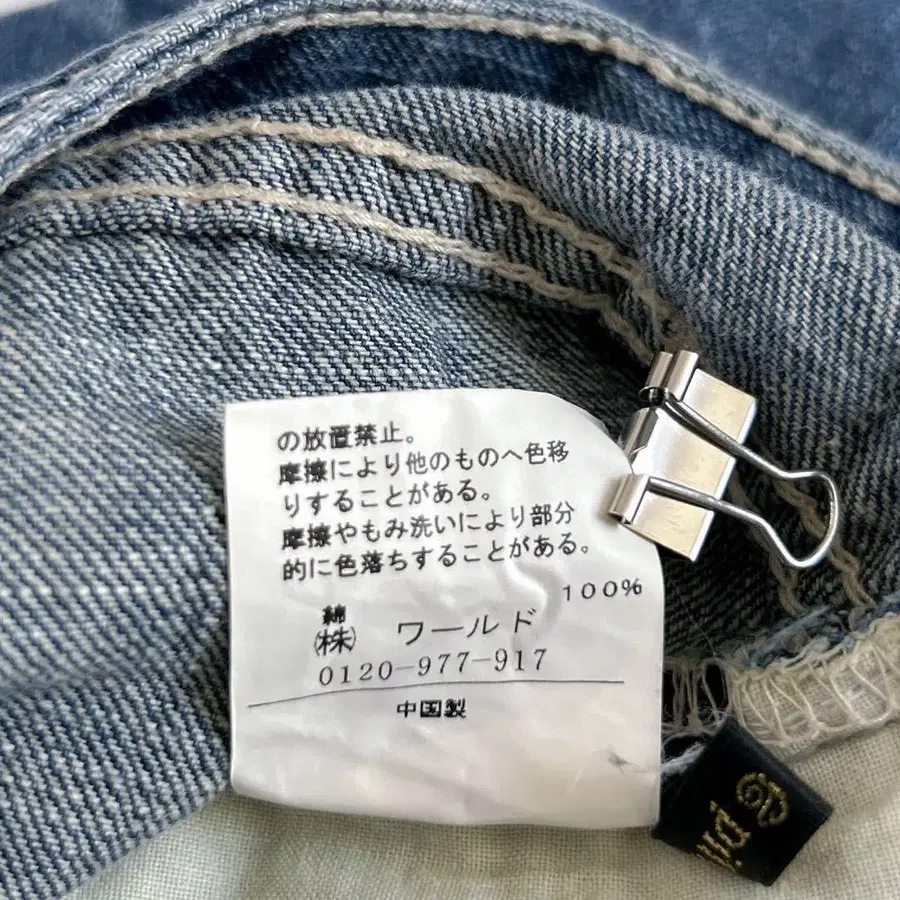 の放置禁止。
摩擦により他のものへ色移
りすることがある。
摩擦やもみ洗いにより部分
的に色落ちすることがある。
綿 100%
㈱ ワールド
0120-977-917
中国製